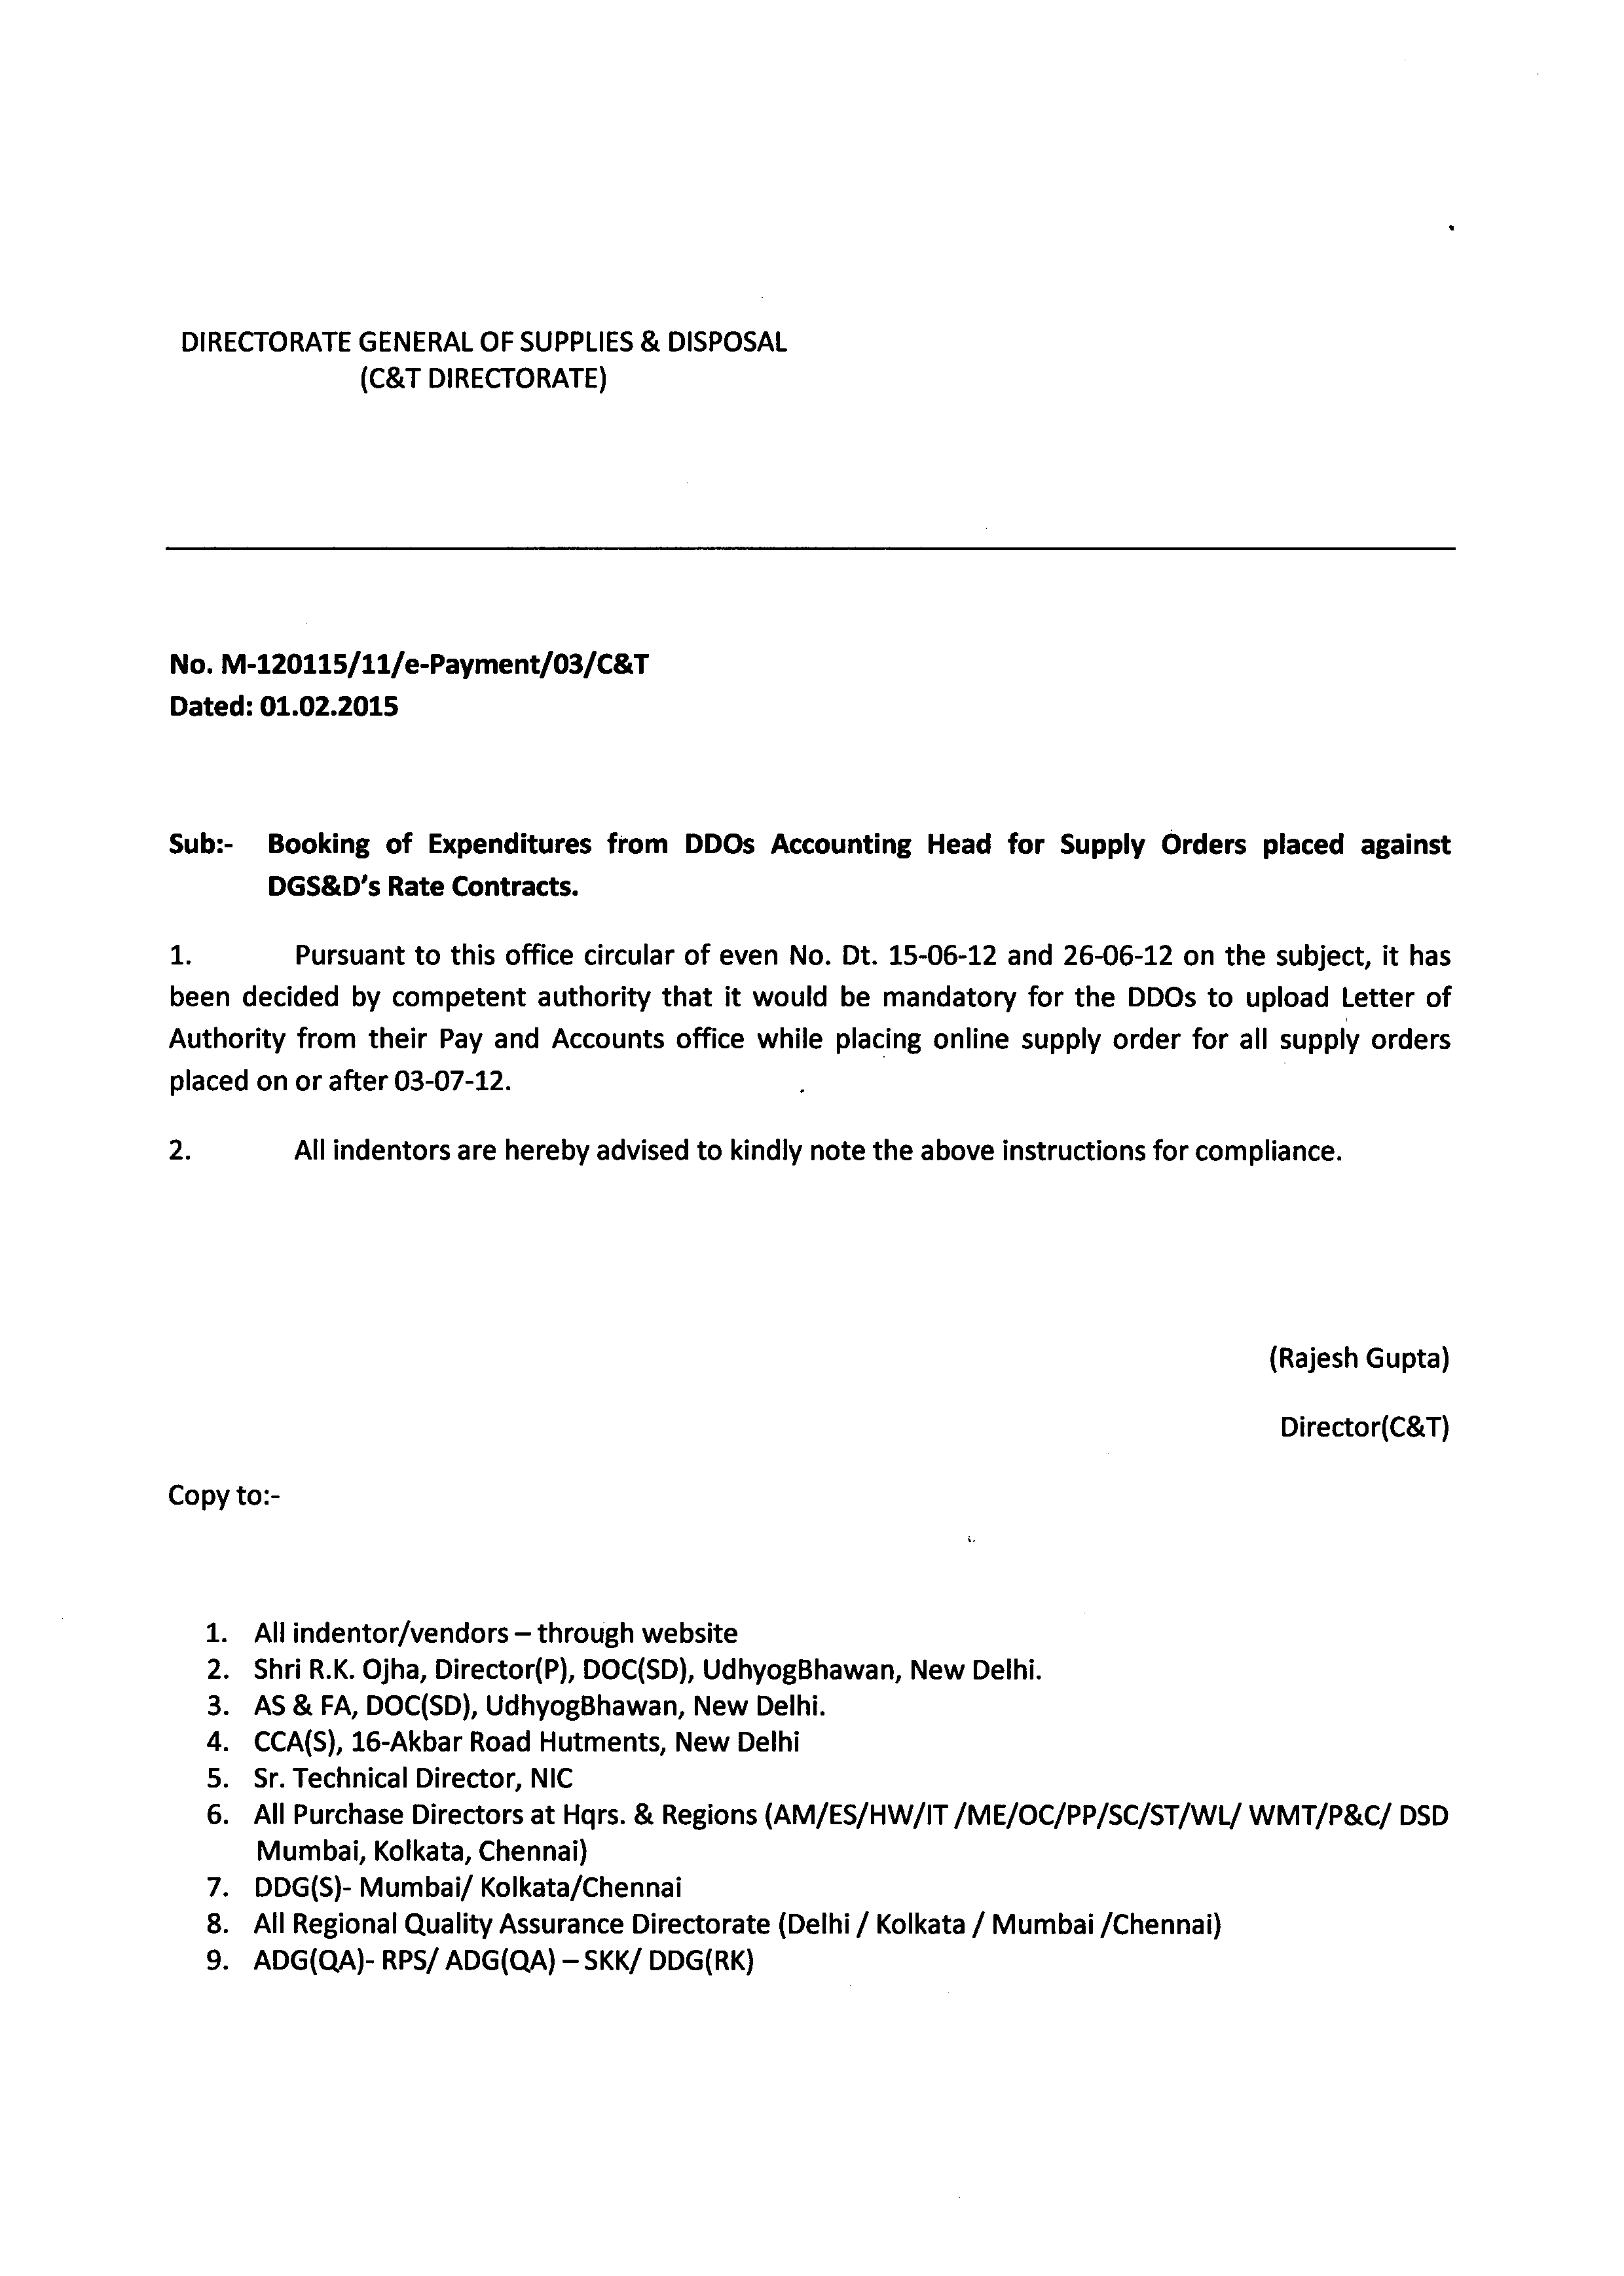 DIRECTORATE GENERAL OF SUPPLIES & DISPOSAL
(C&T DIRECTORATE)
No. M-120115/11/e-Payment/03/C&T
Dated: 01.02.2015
Sub:- Booking of Expenditures from DDOs Accounting Head for Supply Orders placed against
DGS&D's Rate Contracts.
1. Pursuant to this office circular of even No. Dt. 15-06-12 and 26-06-12 on the subject, it has
been decided by competent authority that it would be mandatory for the DDOs to upload Letter of
Authority from their Pay and Accounts office while placing online supply order for all supply orders
placed on or after 03-07-12.
2. All indentors are hereby advised to kindly note the above instructions for compliance.
(Rajesh Gupta)
Director(C&T)
Copy to:-
1. All indentor/vendors – through website
2. Shri R.K. Ojha, Director(P), DOC(SD), UdhyogBhawan, New Delhi.
3. AS & FA, DOC(SD), UdhyogBhawan, New Delhi.
4. CCA(S), 16-Akbar Road Hutments, New Delhi
5. Sr. Technical Director, NIC
6. All Purchase Directors at Hqrs. & Regions (AM/ES/HW/IT /ME/OC/PP/SC/ST/WL/ WMT/P&C/ DSD
Mumbai, Kolkata, Chennai)
7. DDG(S)- Mumbai/ Kolkata/Chennai
8. All Regional Quality Assurance Directorate (Delhi / Kolkata / Mumbai /Chennai)
9. ADG(QA)- RPS/ ADG(QA) – SKK/ DDG(RK)